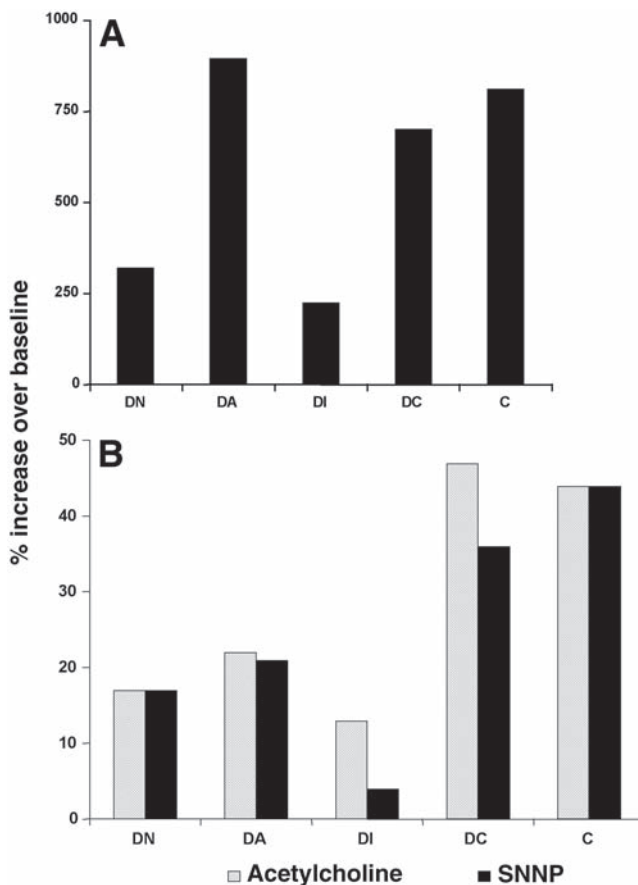 A
1000
750
500
250
0
DN DA DI DC C
% increase over baseline
B
50
40
30
20
10
0
DN DA DI DC C
Acetylcholine SNNP